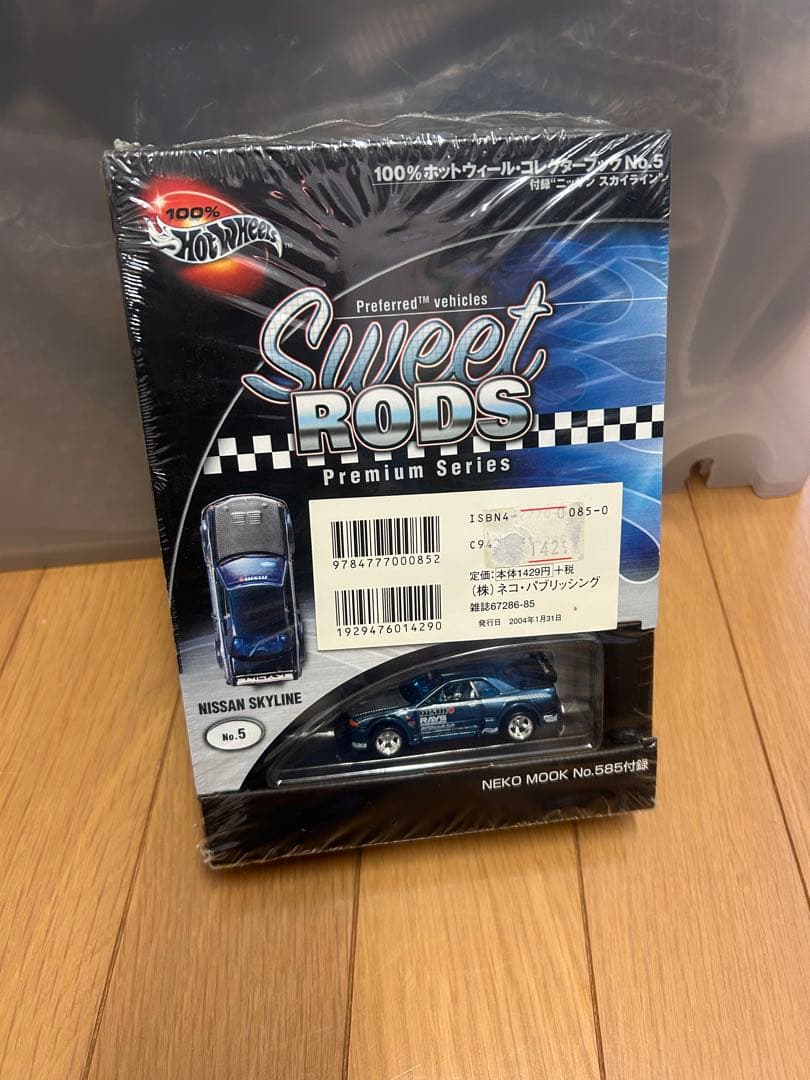 100%ホットウィール・コレクターブック No.5
付録"ニッサン スカイライン"
100%
Hot Wheels™
Preferred™ vehicles
Sweet
RODS
Premium Series
9784777000852
1929476014290
ISBN4- 085-0
C94
142
定価:本体1429円+税
(株)ネコ・パブリッシング
雑誌67286-85
発行日 2004年1月31日
NISSAN SKYLINE
No.5
RAYS
NEKO MOOK No.585付録